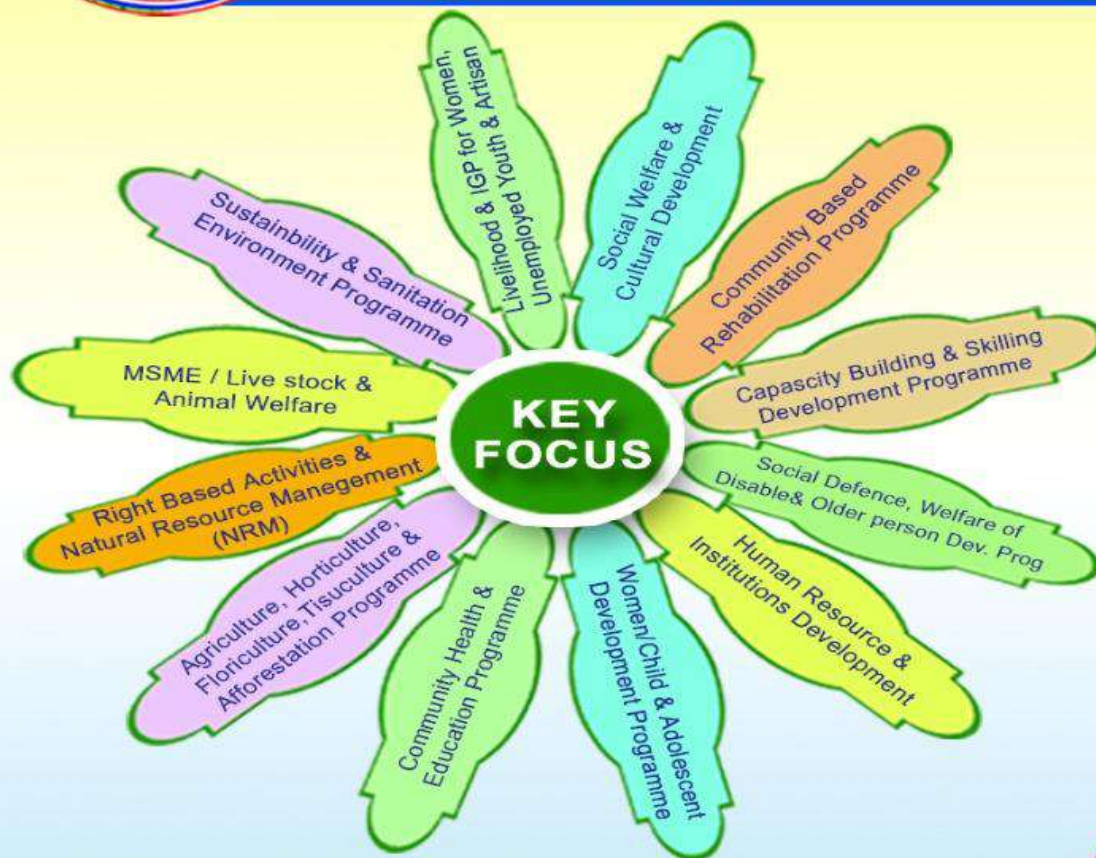 Livelihood & IGP for Women,
Unemployed Youth & Artisan
Social Welfare &
Cultural Development
Community Based
Rehabilitation Programme
Capascity Building & Skilling
Development Programme
Social Defence, Welfare of
Disable& Older person Dev. Prog
Human Resource &
Institutions Development
Women/Child & Adolescent
Development Programme
Community Health &
Education Programme
Agriculture, Horticulture,
Floriculture, Tisuculture &
Afforestation Programme
Right Based Activities &
Natural Resource Manegement
(NRM)
MSME / Live stock &
Animal Welfare
Sustainbility & Sanitation
Environment Programme
KEY
FOCUS